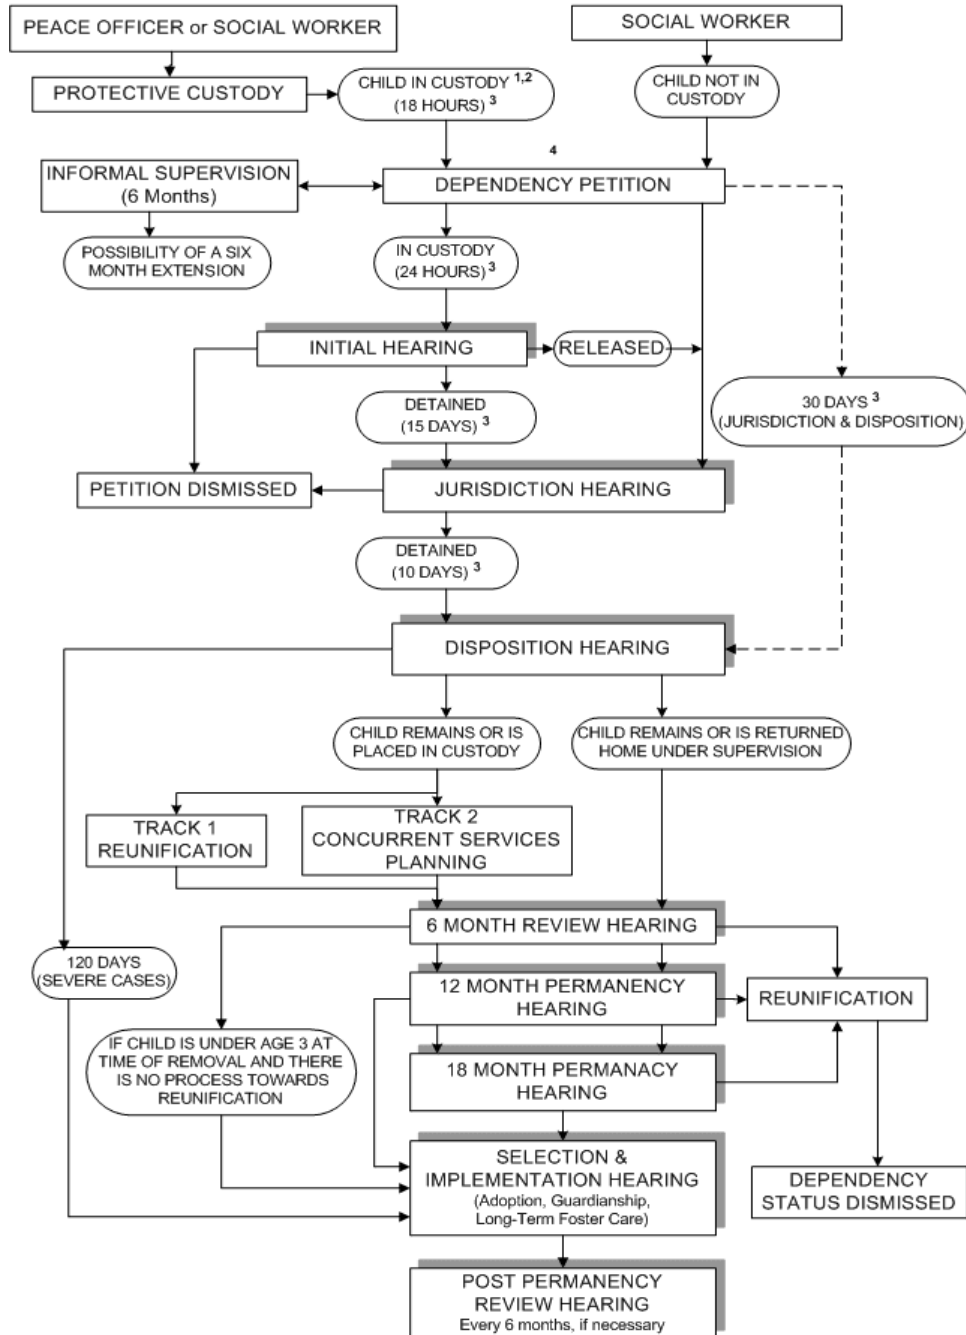 PEACE OFFICER or SOCIAL WORKER
SOCIAL WORKER
PROTECTIVE CUSTODY
CHILD IN CUSTODY 1,2
(18 HOURS) 3
CHILD NOT IN
CUSTODY
4
INFORMAL SUPERVISION
(6 Months)
DEPENDENCY PETITION
POSSIBILITY OF A SIX
MONTH EXTENSION
IN CUSTODY
(24 HOURS) 3
INITIAL HEARING
RELEASED
DETAINED
(15 DAYS) 3
30 DAYS 3
(JURISDICTION & DISPOSITION)
PETITION DISMISSED
JURISDICTION HEARING
DETAINED
(10 DAYS) 3
DISPOSITION HEARING
CHILD REMAINS OR IS
PLACED IN CUSTODY
CHILD REMAINS OR IS RETURNED
HOME UNDER SUPERVISION
TRACK 1
REUNIFICATION
TRACK 2
CONCURRENT SERVICES
PLANNING
6 MONTH REVIEW HEARING
120 DAYS
(SEVERE CASES)
12 MONTH PERMANENCY
HEARING
REUNIFICATION
IF CHILD IS UNDER AGE 3 AT
TIME OF REMOVAL AND THERE
IS NO PROCESS TOWARDS
REUNIFICATION
18 MONTH PERMANACY
HEARING
SELECTION &
IMPLEMENTATION HEARING
(Adoption, Guardianship,
Long-Term Foster Care)
DEPENDENCY
STATUS DISMISSED
POST PERMANENCY
REVIEW HEARING
Every 6 months, if necessary